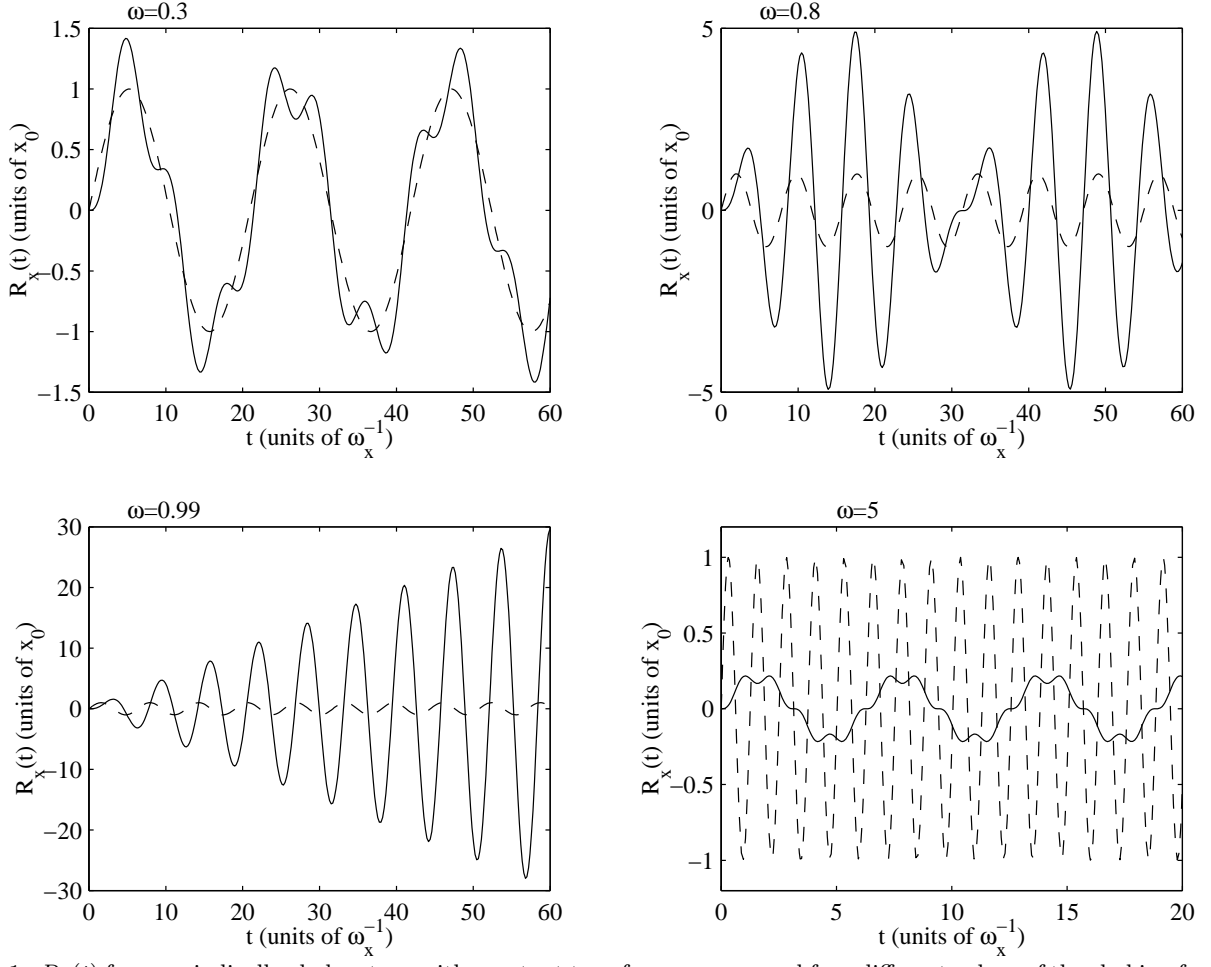 ω=0.3
1.5
1
0.5
0
−0.5
−1
−1.5
0 10 20 30 40 50 60
R_x(t) (units of x_0)
t (units of ω_x^{-1})
ω=0.8
5
0
−5
0 10 20 30 40 50 60
R_x(t) (units of x_0)
t (units of ω_x^{-1})
ω=0.99
30
20
10
0
−10
−20
−30
0 10 20 30 40 50 60
R_x(t) (units of x_0)
t (units of ω_x^{-1})
ω=5
1
0.5
0
−0.5
−1
0 5 10 15 20
R_x(t) (units of x_0)
t (units of ω_x^{-1})